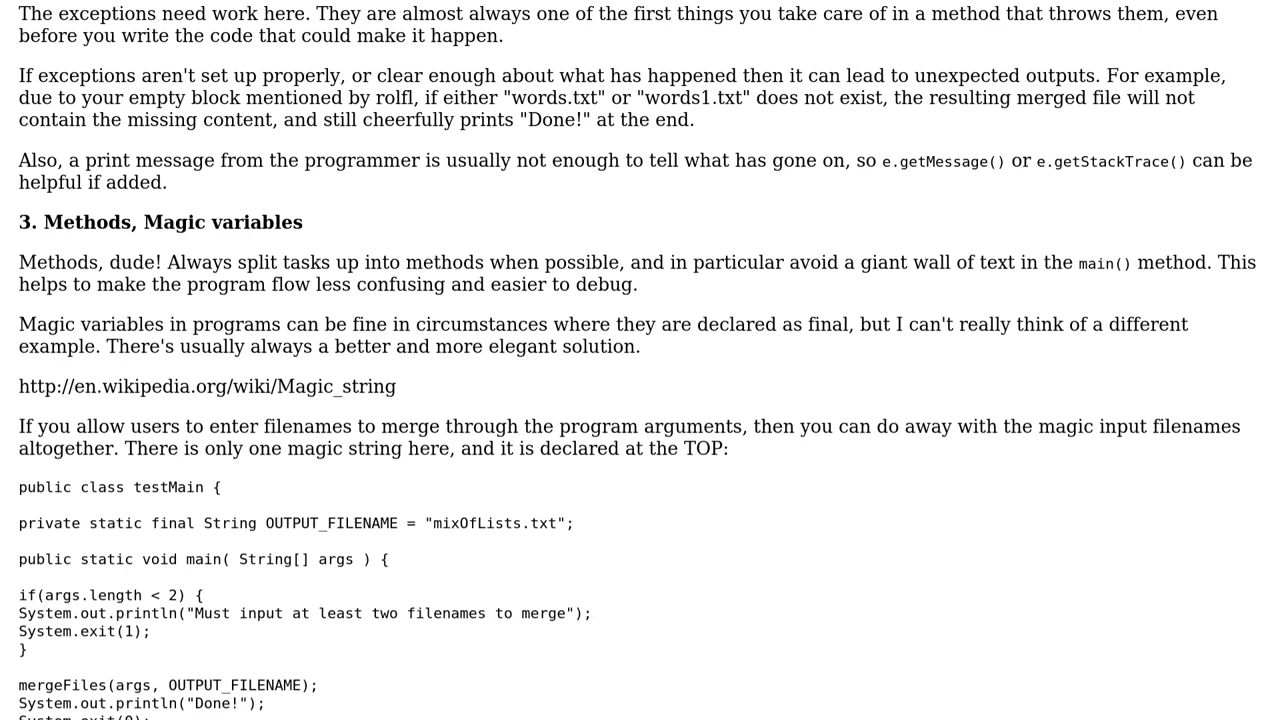 The exceptions need work here. They are almost always one of the first things you take care of in a method that throws them, even
before you write the code that could make it happen.
If exceptions aren't set up properly, or clear enough about what has happened then it can lead to unexpected outputs. For example,
due to your empty block mentioned by rolfl, if either "words.txt" or "words1.txt" does not exist, the resulting merged file will not
contain the missing content, and still cheerfully prints "Done!" at the end.
Also, a print message from the programmer is usually not enough to tell what has gone on, so e.getMessage() or e.getStackTrace() can be
helpful if added.
3. Methods, Magic variables
Methods, dude! Always split tasks up into methods when possible, and in particular avoid a giant wall of text in the main() method. This
helps to make the program flow less confusing and easier to debug.
Magic variables in programs can be fine in circumstances where they are declared as final, but I can't really think of a different
example. There's usually always a better and more elegant solution.
http://en.wikipedia.org/wiki/Magic_string
If you allow users to enter filenames to merge through the program arguments, then you can do away with the magic input filenames
altogether. There is only one magic string here, and it is declared at the TOP:
public class testMain {
private static final String OUTPUT_FILENAME = "mixOfLists.txt";
public static void main( String[] args ) {
if(args.length < 2) {
System.out.println("Must input at least two filenames to merge");
System.exit(1);
}
mergeFiles(args, OUTPUT_FILENAME);
System.out.println("Done!");
System.exit(0);